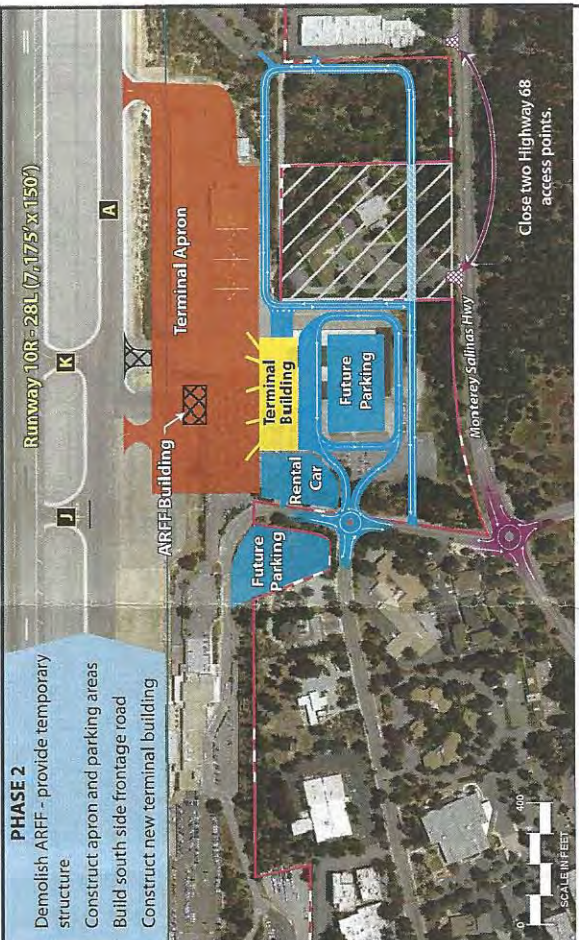 PHASE 2
Demolish ARFF - provide temporary
structure
Construct apron and parking areas
Build south side frontage road
Construct new terminal building
Runway 10R - 28L (7,175' x 150')
J
K
A
ARFF Building
Terminal Apron
Terminal
Building
Future
Parking
Rental
Car
Future
Parking
Monterey Salinas Hwy
Close two Highway 68
access points.
0
400
SCALE IN FEET